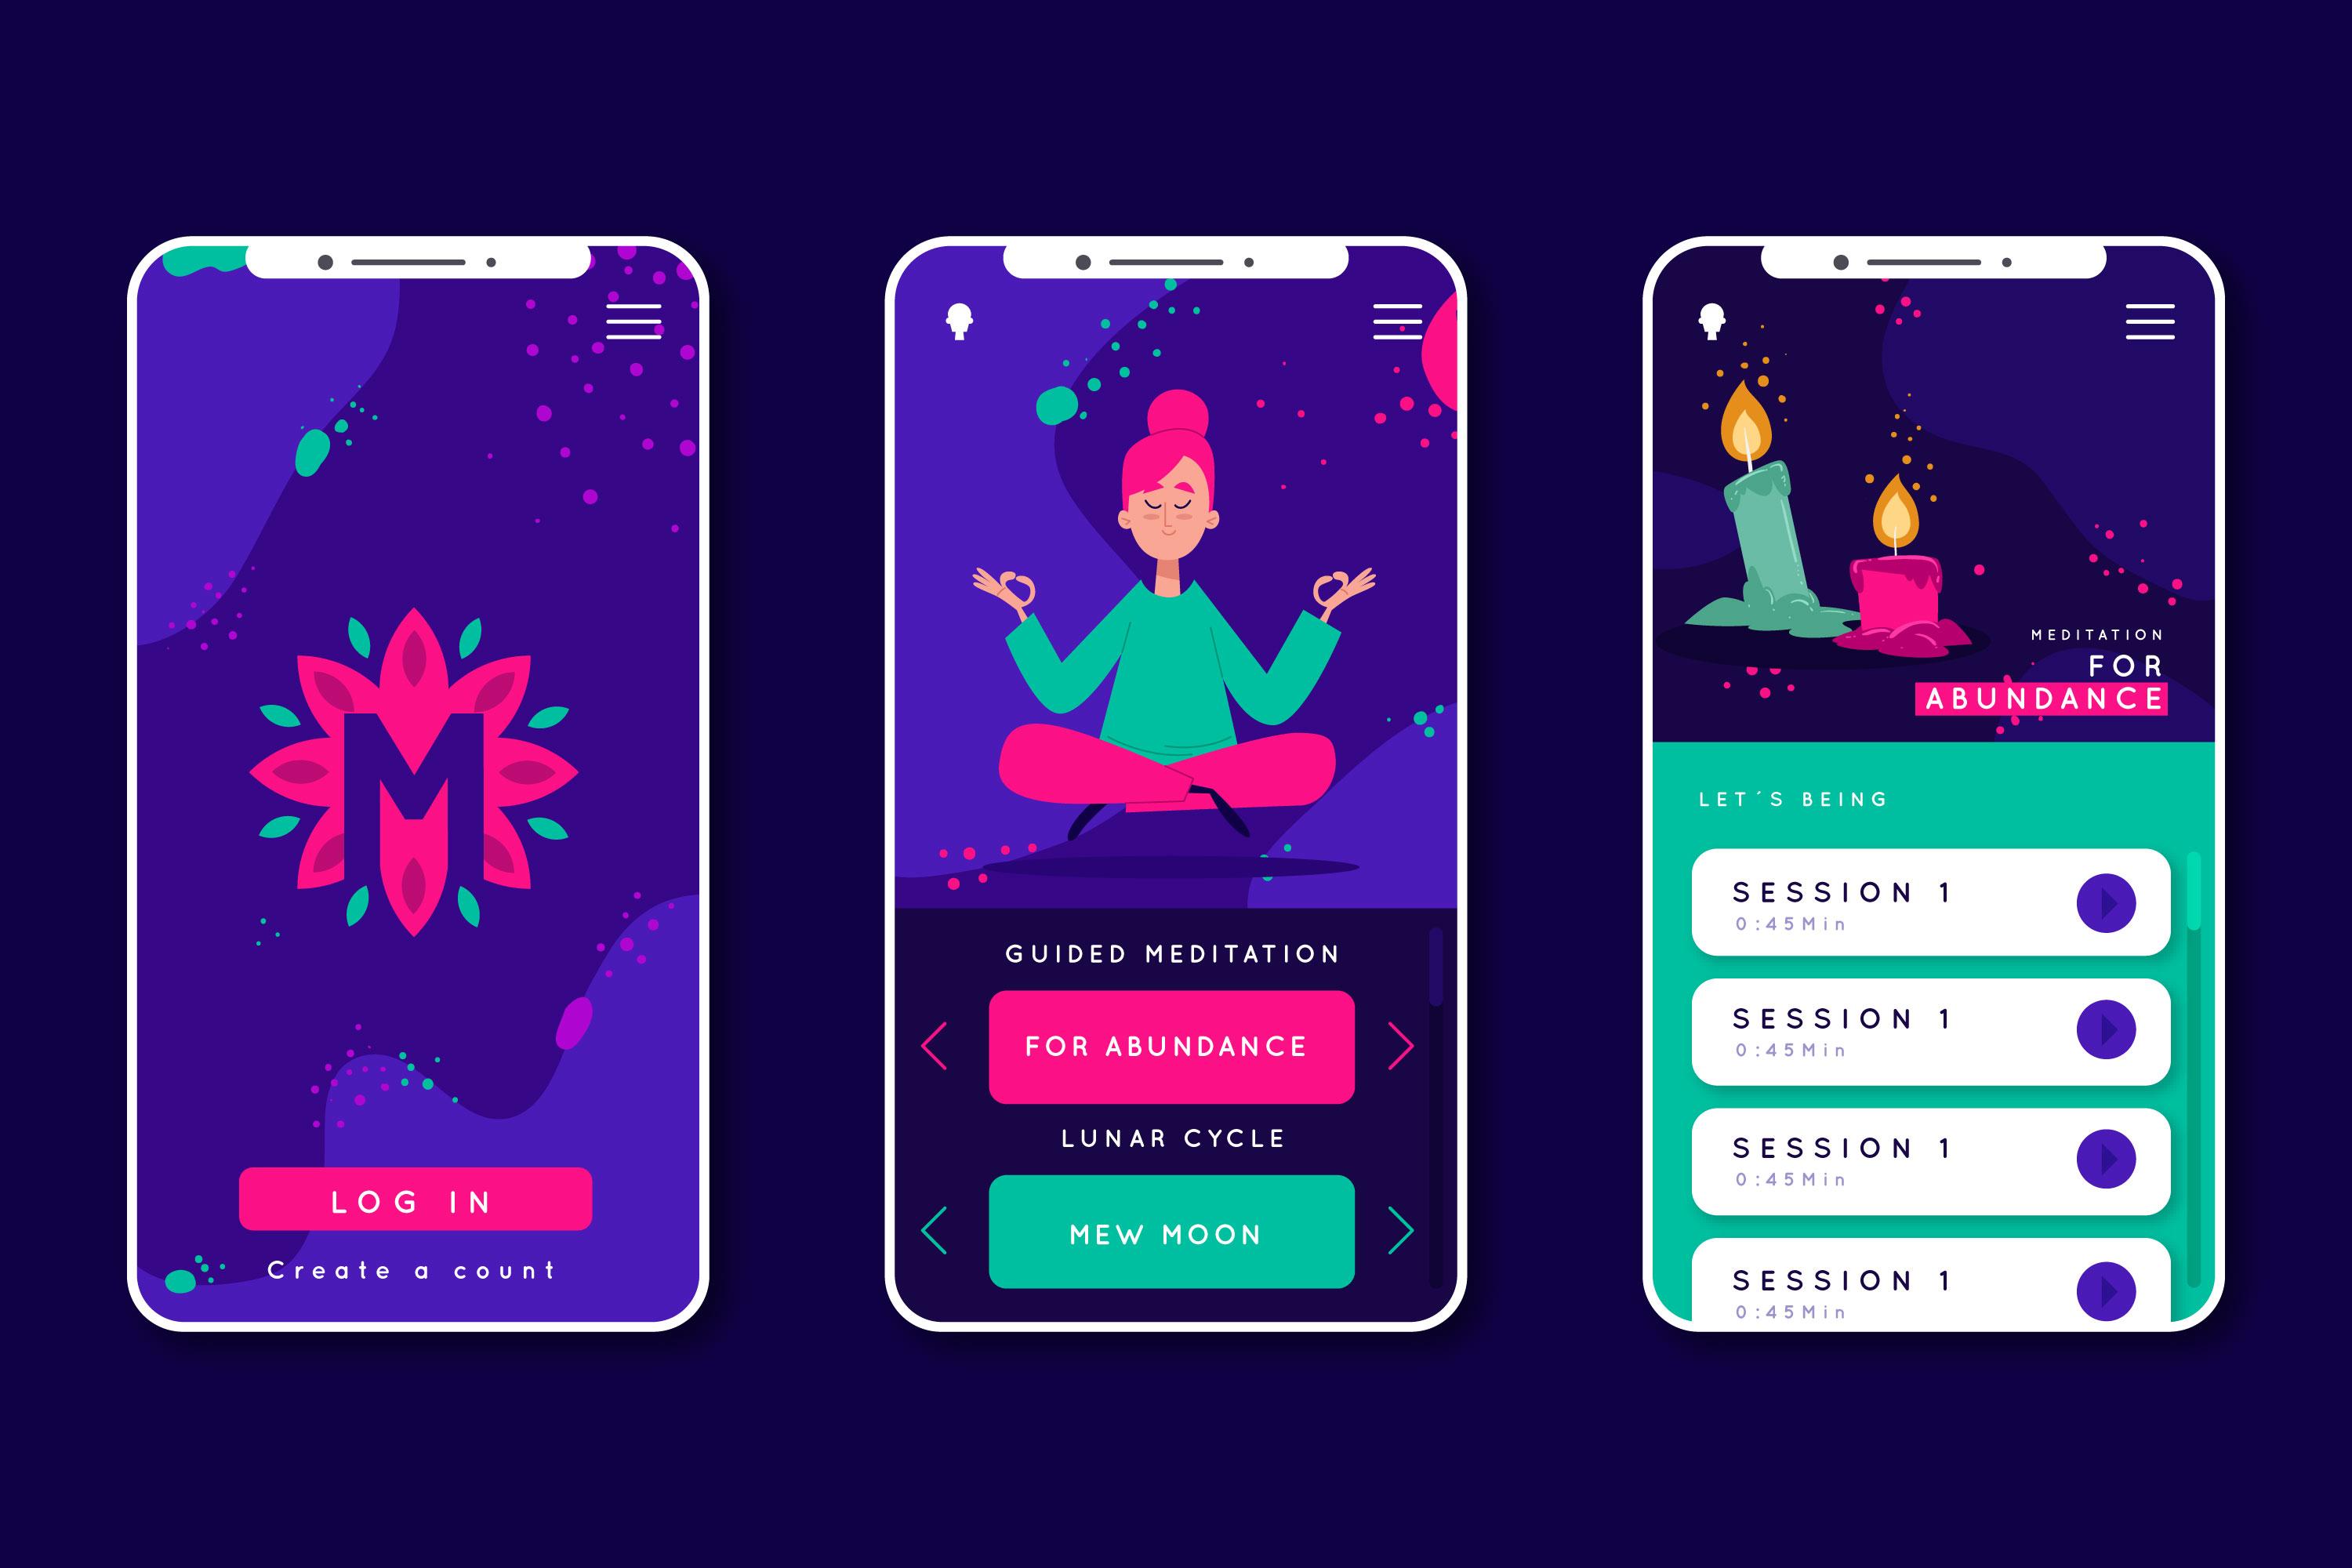 M
LOG IN
Create a count
GUIDED MEDITATION
FOR ABUNDANCE
LUNAR CYCLE
MEW MOON
MEDITATION
FOR
ABUNDANCE
LET´S BEING
SESSION 1
0:45Min
SESSION 1
0:45Min
SESSION 1
0:45Min
SESSION 1
0:45Min